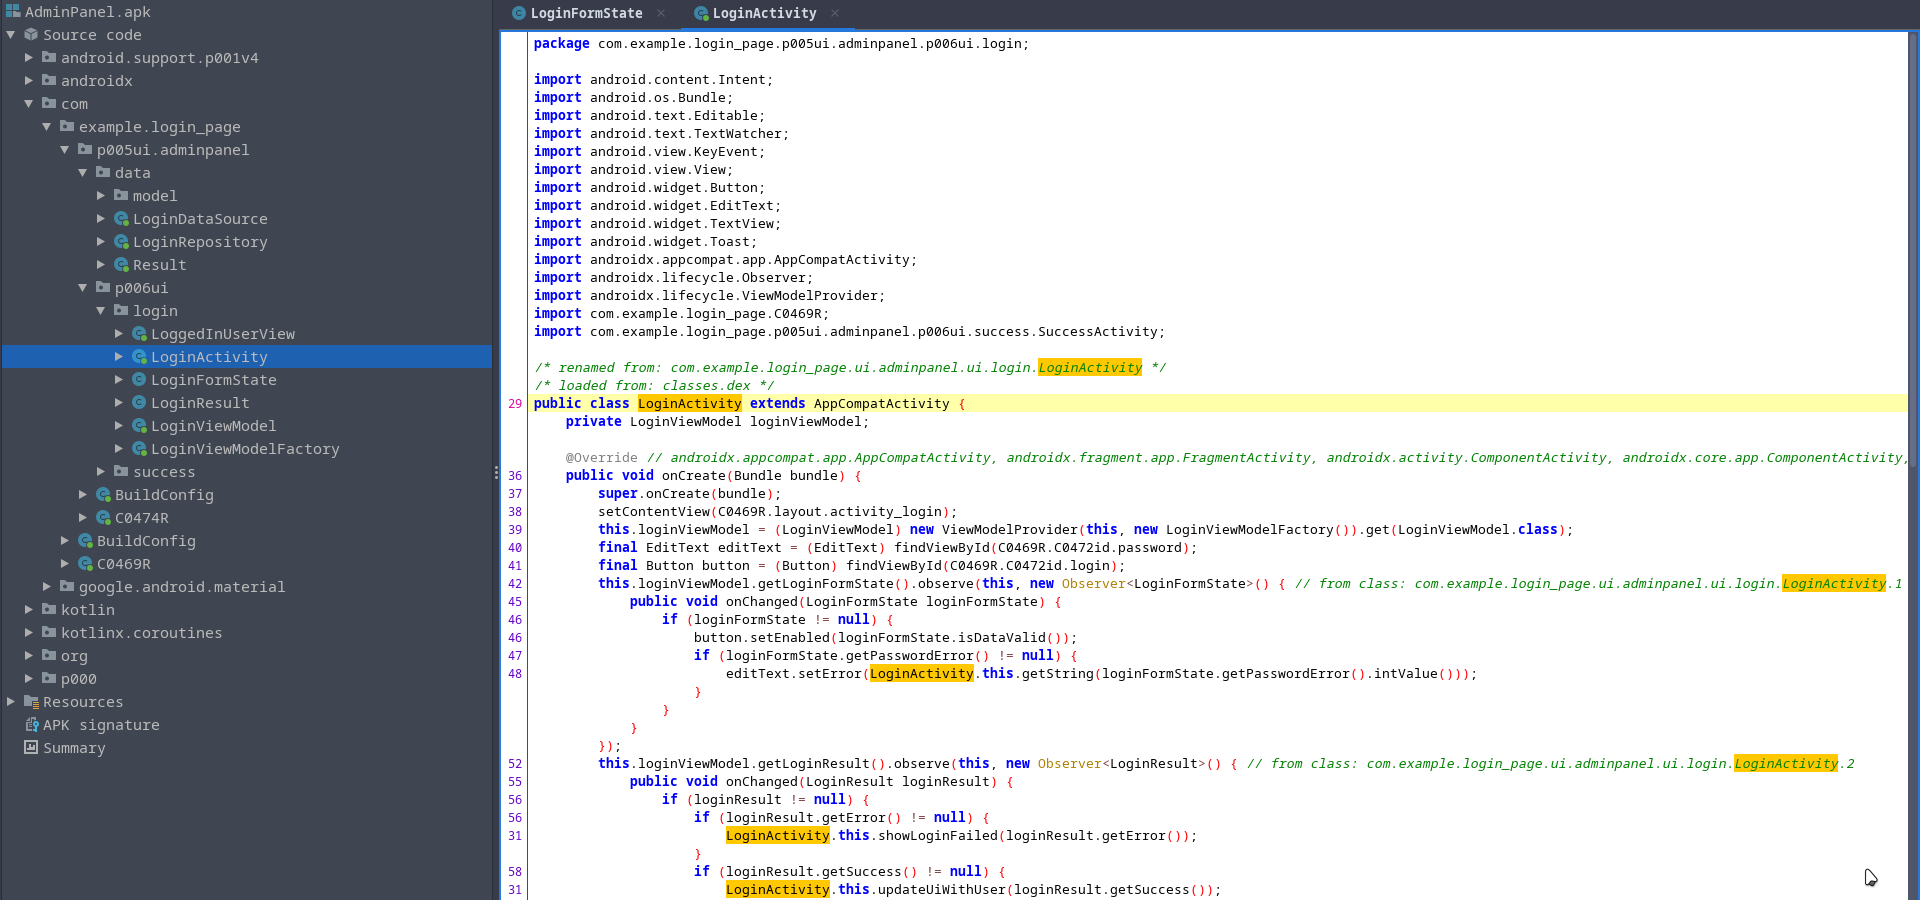 AdminPanel.apk
Source code
android.support.p001v4
androidx
com
example.login_page
p005ui.adminpanel
data
model
LoginDataSource
LoginRepository
Result
p006ui
login
LoggedInUserView
LoginActivity
LoginFormState
LoginResult
LoginViewModel
LoginViewModelFactory
success
BuildConfig
C0474R
BuildConfig
C0469R
google.android.material
kotlin
kotlinx.coroutines
org
p000
Resources
APK signature
Summary
LoginFormState × LoginActivity ×
package com.example.login_page.p005ui.adminpanel.p006ui.login;
import android.content.Intent;
import android.os.Bundle;
import android.text.Editable;
import android.text.TextWatcher;
import android.view.KeyEvent;
import android.view.View;
import android.widget.Button;
import android.widget.EditText;
import android.widget.TextView;
import android.widget.Toast;
import androidx.appcompat.app.AppCompatActivity;
import androidx.lifecycle.Observer;
import androidx.lifecycle.ViewModelProvider;
import com.example.login_page.C0469R;
import com.example.login_page.p005ui.adminpanel.p006ui.success.SuccessActivity;
/* renamed from: com.example.login_page.ui.adminpanel.ui.login.LoginActivity */
/* loaded from: classes.dex */
29 public class LoginActivity extends AppCompatActivity {
private LoginViewModel loginViewModel;
@Override // androidx.appcompat.app.AppCompatActivity, androidx.fragment.app.FragmentActivity, androidx.activity.ComponentActivity, androidx.core.app.ComponentActivity,
36 public void onCreate(Bundle bundle) {
37 super.onCreate(bundle);
38 setContentView(C0469R.layout.activity_login);
39 this.loginViewModel = (LoginViewModel) new ViewModelProvider(this, new LoginViewModelFactory()).get(LoginViewModel.class);
40 final EditText editText = (EditText) findViewById(C0469R.C0472id.password);
41 final Button button = (Button) findViewById(C0469R.C0472id.login);
42 this.loginViewModel.getLoginFormState().observe(this, new Observer<LoginFormState>() { // from class: com.example.login_page.ui.adminpanel.ui.login.LoginActivity.1
45 public void onChanged(LoginFormState loginFormState) {
46 if (loginFormState != null) {
46 button.setEnabled(loginFormState.isDataValid());
47 if (loginFormState.getPasswordError() != null) {
48 editText.setError(LoginActivity.this.getString(loginFormState.getPasswordError().intValue()));
}
}
}
});
52 this.loginViewModel.getLoginResult().observe(this, new Observer<LoginResult>() { // from class: com.example.login_page.ui.adminpanel.ui.login.LoginActivity.2
55 public void onChanged(LoginResult loginResult) {
56 if (loginResult != null) {
56 if (loginResult.getError() != null) {
31 LoginActivity.this.showLoginFailed(loginResult.getError());
}
58 if (loginResult.getSuccess() != null) {
31 LoginActivity.this.updateUiWithUser(loginResult.getSuccess());